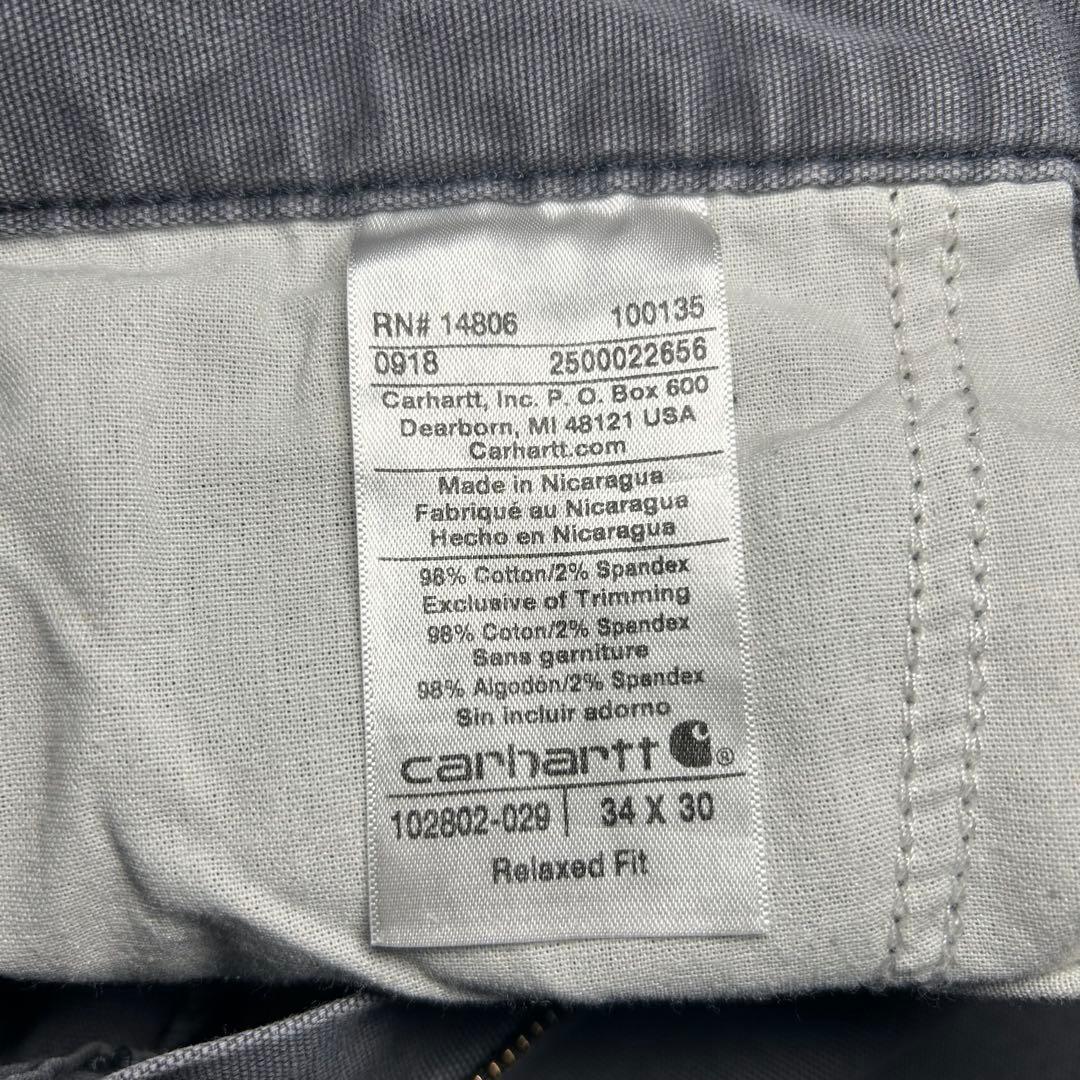 RN# 14806 100135
0918 2500022656
Carhartt, Inc. P. O. Box 600
Dearborn, MI 48121 USA
Carhartt.com
Made in Nicaragua
Fabriqué au Nicaragua
Hecho en Nicaragua
98% Cotton/2% Spandex
Exclusive of Trimming
98% Coton/2% Spandex
Sans garniture
98% Algodón/2% Spandex
Sin incluir adorno
carhartt ®
102802-029 | 34 X 30
Relaxed Fit